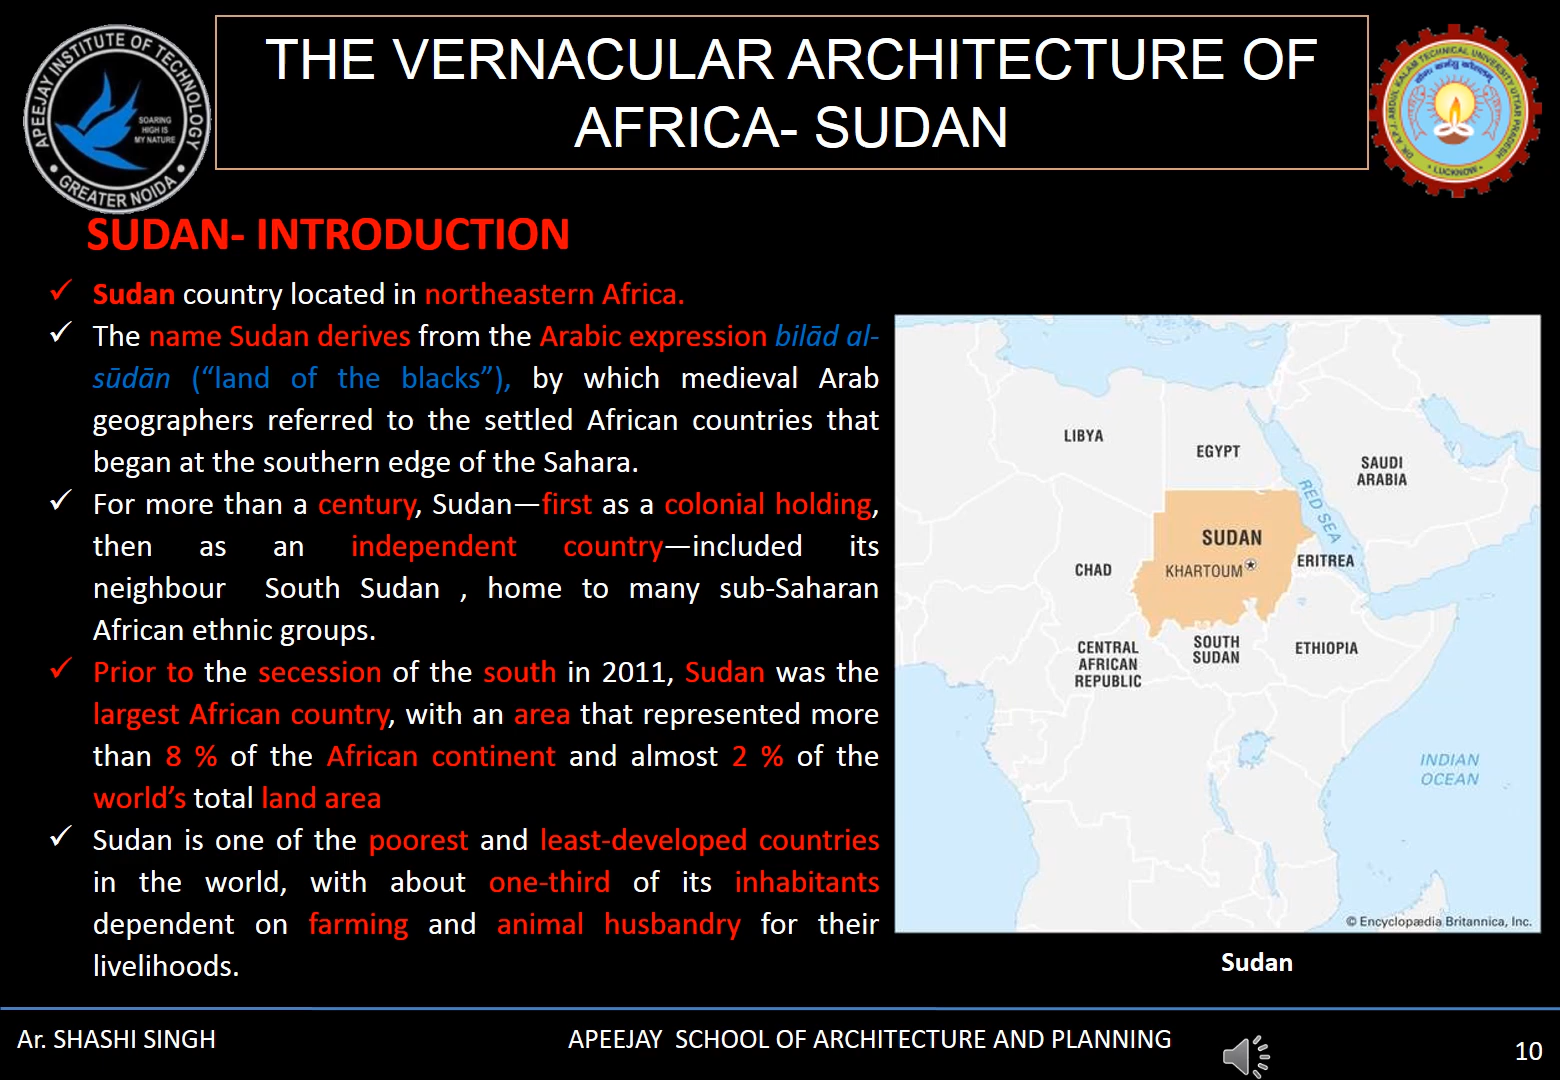 APEEJAY INSTITUTE OF TECHNOLOGY
SOARING
HIGH IS
MY NATURE
• GREATER NOIDA •
THE VERNACULAR ARCHITECTURE OF
AFRICA- SUDAN
DR. A.P.J. ABDUL KALAM TECHNICAL UNIVERSITY UTTAR PRADESH
• LUCKNOW •
SUDAN- INTRODUCTION
✓ Sudan country located in northeastern Africa.
✓ The name Sudan derives from the Arabic expression bilād al-
sūdān (“land of the blacks”), by which medieval Arab
geographers referred to the settled African countries that
began at the southern edge of the Sahara.
✓ For more than a century, Sudan—first as a colonial holding,
then as an independent country—included its
neighbour South Sudan , home to many sub-Saharan
African ethnic groups.
✓ Prior to the secession of the south in 2011, Sudan was the
largest African country, with an area that represented more
than 8 % of the African continent and almost 2 % of the
world’s total land area
✓ Sudan is one of the poorest and least-developed countries
in the world, with about one-third of its inhabitants
dependent on farming and animal husbandry for their
livelihoods.
LIBYA
EGYPT
SAUDI
ARABIA
RED SEA
SUDAN
KHARTOUM
ERITREA
CHAD
CENTRAL
AFRICAN
REPUBLIC
SOUTH
SUDAN
ETHIOPIA
INDIAN
OCEAN
© Encyclopædia Britannica, Inc.
Sudan
Ar. SHASHI SINGH
APEEJAY SCHOOL OF ARCHITECTURE AND PLANNING
10